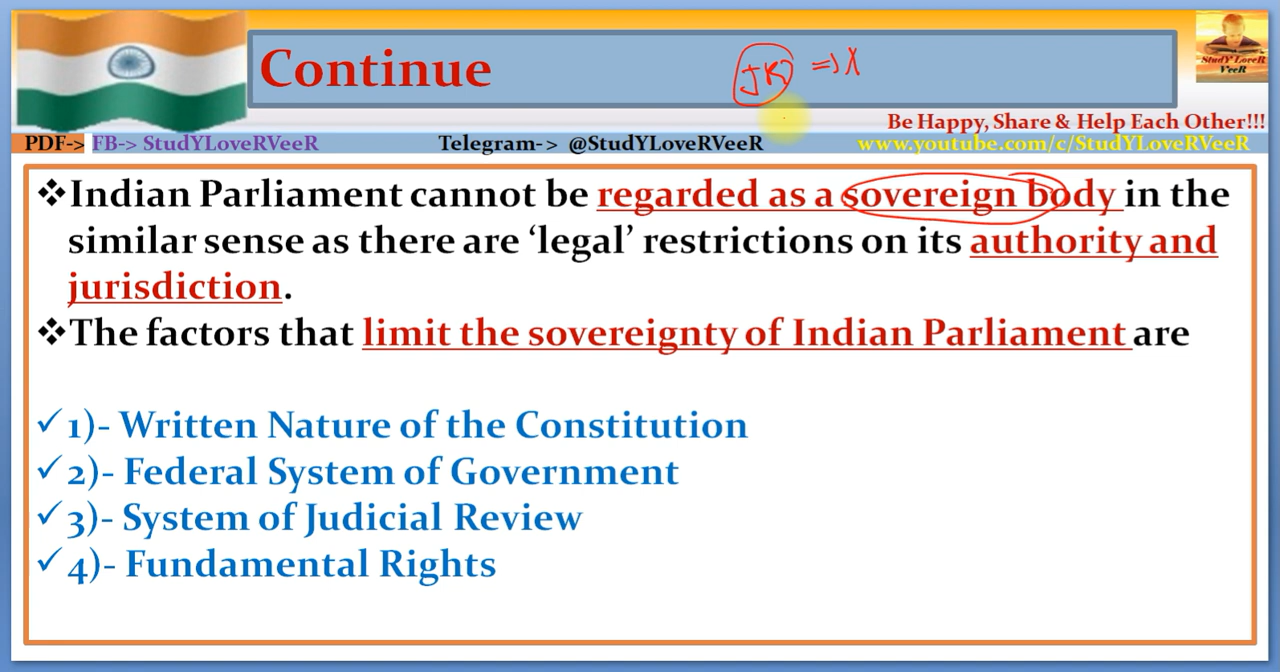 Continue
StudY LoveR
VeeR
Be Happy, Share & Help Each Other!!!
PDF-> FB-> StudYLoveRVeeR Telegram-> @StudYLoveRVeeR www.youtube.com/c/StudYLoveRVeeR
❖Indian Parliament cannot be regarded as a sovereign body in the
similar sense as there are ‘legal’ restrictions on its authority and
jurisdiction.
❖The factors that limit the sovereignty of Indian Parliament are
✓1)- Written Nature of the Constitution
✓2)- Federal System of Government
✓3)- System of Judicial Review
✓4)- Fundamental Rights